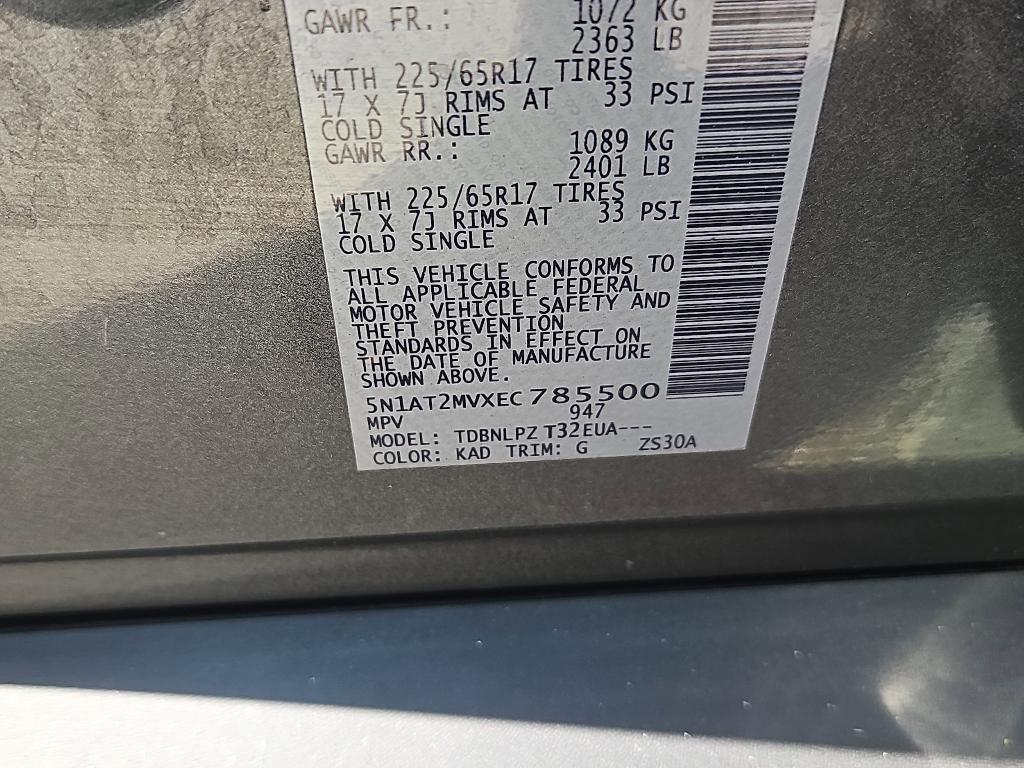 GAWR FR.: 1072 KG
2363 LB
WITH 225/65R17 TIRES
17 X 7J RIMS AT 33 PSI
COLD SINGLE
GAWR RR.: 1089 KG
2401 LB
WITH 225/65R17 TIRES
17 X 7J RIMS AT 33 PSI
COLD SINGLE
THIS VEHICLE CONFORMS TO
ALL APPLICABLE FEDERAL
MOTOR VEHICLE SAFETY AND
THEFT PREVENTION
STANDARDS IN EFFECT ON
THE DATE OF MANUFACTURE
SHOWN ABOVE.
5N1AT2MVXEC785500
MPV 947
MODEL: TDBNLPZ T32EUA---
COLOR: KAD TRIM: G ZS30A